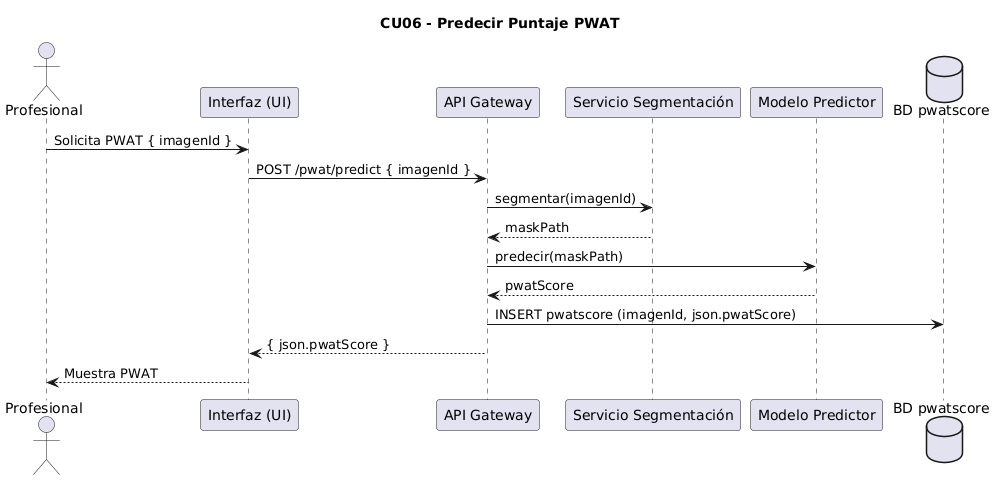 CU06 - Predecir Puntaje PWAT
Profesional
Interfaz (UI)
API Gateway
Servicio Segmentación
Modelo Predictor
BD pwatscore
Solicita PWAT { imagenId }
POST /pwat/predict { imagenId }
segmentar(imagenId)
maskPath
predecir(maskPath)
pwatScore
INSERT pwatscore (imagenId, json.pwatScore)
{ json.pwatScore }
Muestra PWAT
Profesional
Interfaz (UI)
API Gateway
Servicio Segmentación
Modelo Predictor
BD pwatscore